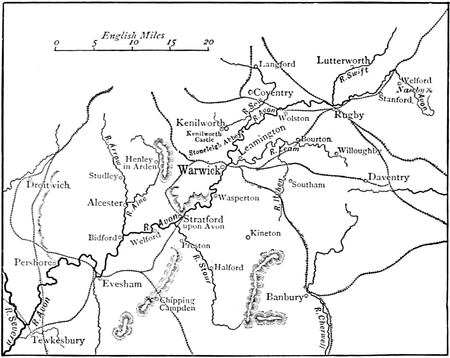 English Miles
0 5 10 15 20
Langford
Lutterworth
R. Swift
Welford
Naseby
Avon
Stanford
Coventry
R. Sow
R. Avon
Wolston
Rugby
Kenilworth
Kenilworth
Castle
Stoneleigh Abbey
Leamington
Bourton
R. Leam
Willoughby
R. Arrow
Henley
in Arden
Warwick
Studley
Droitwich
Daventry
Southam
R. Itchen
Alcester
R. Alne
Wasperton
R. Avon
Stratford
upon Avon
Bidford
Welford
Kineton
Preston
Pershore
R. Stour
Halford
Evesham
Chipping
Campden
Banbury
R. Cherwell
R. Severn
R. Avon
Tewkesbury